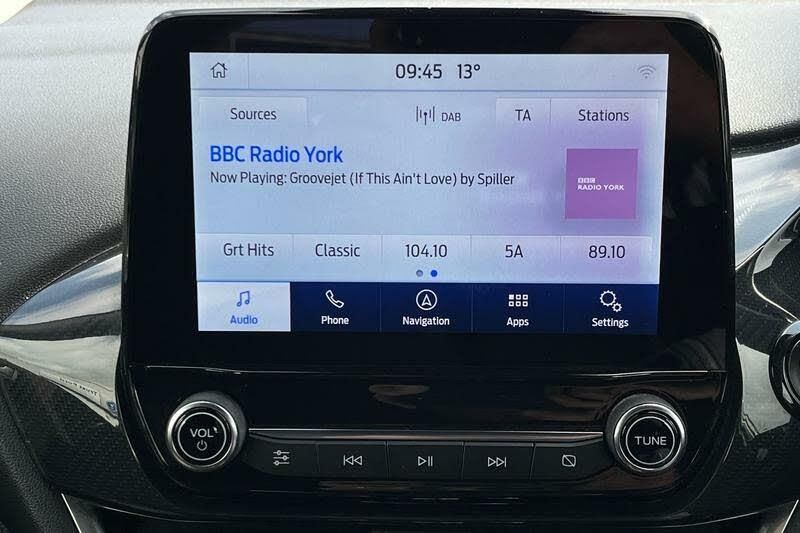 09:45 13°
Sources DAB TA Stations
BBC Radio York
Now Playing: Groovejet (If This Ain't Love) by Spiller
BBC
RADIO YORK
Grt Hits Classic 104.10 5A 89.10
Audio Phone Navigation Apps Settings
VOL TUNE